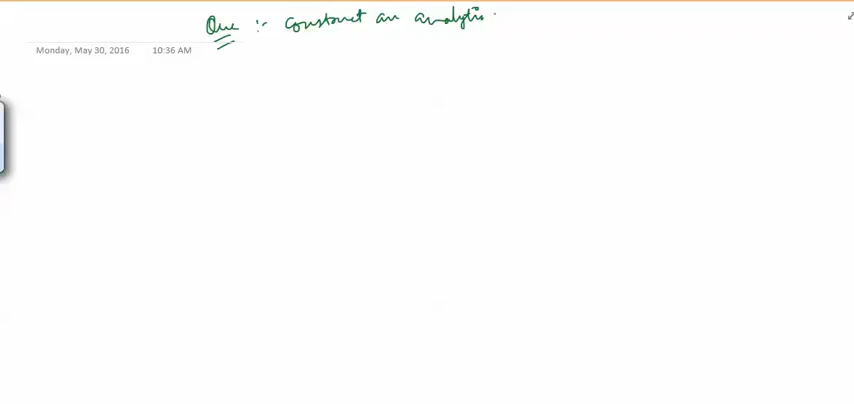 Que :- Construct an analytic
Monday, May 30, 2016 10:36 AM